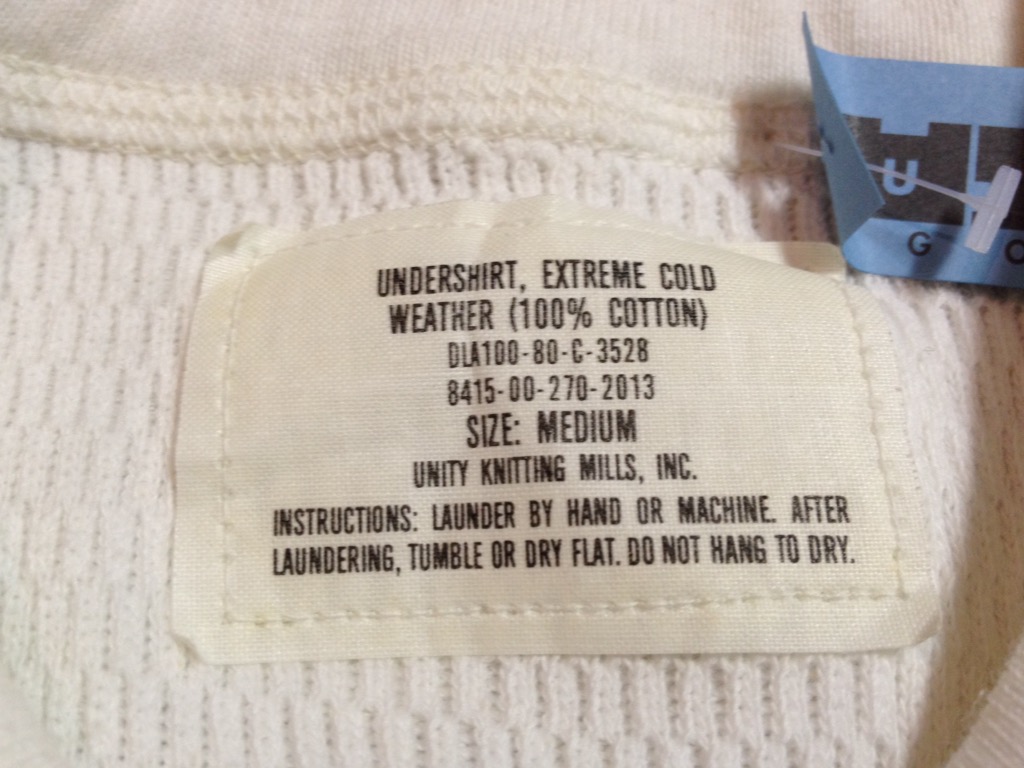 UNDERSHIRT, EXTREME COLD
WEATHER (100% COTTON)
DLA100-80-C-3528
8415-00-270-2013
SIZE: MEDIUM
UNITY KNITTING MILLS, INC.
INSTRUCTIONS: LAUNDER BY HAND OR MACHINE. AFTER
LAUNDERING, TUMBLE OR DRY FLAT. DO NOT HANG TO DRY.